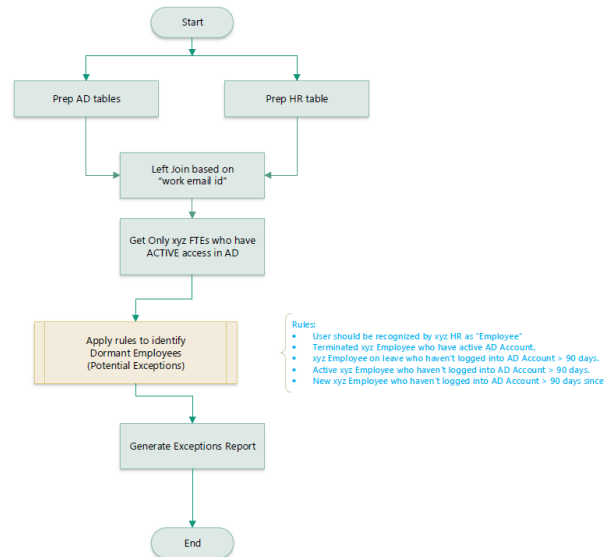 Start
Prep AD tables
Prep HR table
Left Join based on
“work email id”
Get Only xyz FTEs who have
ACTIVE access in AD
Apply rules to identify
Dormant Employees
(Potential Exceptions)
Rules:
• User should be recognized by xyz HR as "Employee"
• Terminated xyz Employee who have active AD Account.
• xyz Employee on leave who haven't logged into AD Account > 90 days.
• Active xyz Employee who haven't logged into AD Account > 90 days.
• New xyz Employee who haven't logged into AD Account > 90 days since
Generate Exceptions Report
End